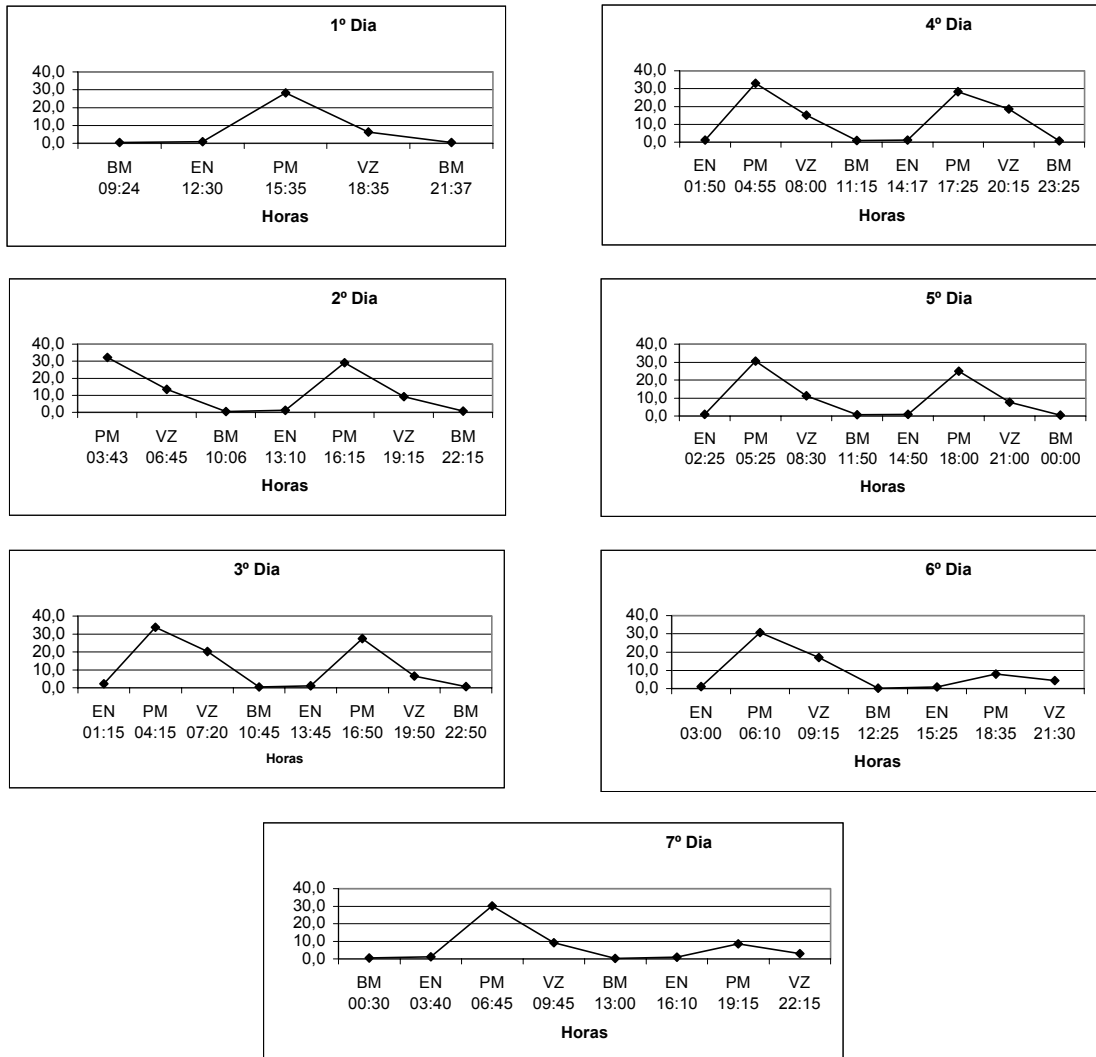 1º Dia
40,0
30,0
20,0
10,0
0,0
BM EN PM VZ BM
09:24 12:30 15:35 18:35 21:37
Horas
4º Dia
40,0
30,0
20,0
10,0
0,0
EN PM VZ BM EN PM VZ BM
01:50 04:55 08:00 11:15 14:17 17:25 20:15 23:25
Horas
2º Dia
40,0
30,0
20,0
10,0
0,0
PM VZ BM EN PM VZ BM
03:43 06:45 10:06 13:10 16:15 19:15 22:15
Horas
5º Dia
40,0
30,0
20,0
10,0
0,0
EN PM VZ BM EN PM VZ BM
02:25 05:25 08:30 11:50 14:50 18:00 21:00 00:00
Horas
3º Dia
40,0
30,0
20,0
10,0
0,0
EN PM VZ BM EN PM VZ BM
01:15 04:15 07:20 10:45 13:45 16:50 19:50 22:50
Horas
6º Dia
40,0
30,0
20,0
10,0
0,0
EN PM VZ BM EN PM VZ
03:00 06:10 09:15 12:25 15:25 18:35 21:30
Horas
7º Dia
40,0
30,0
20,0
10,0
0,0
BM EN PM VZ BM EN PM VZ
00:30 03:40 06:45 09:45 13:00 16:10 19:15 22:15
Horas